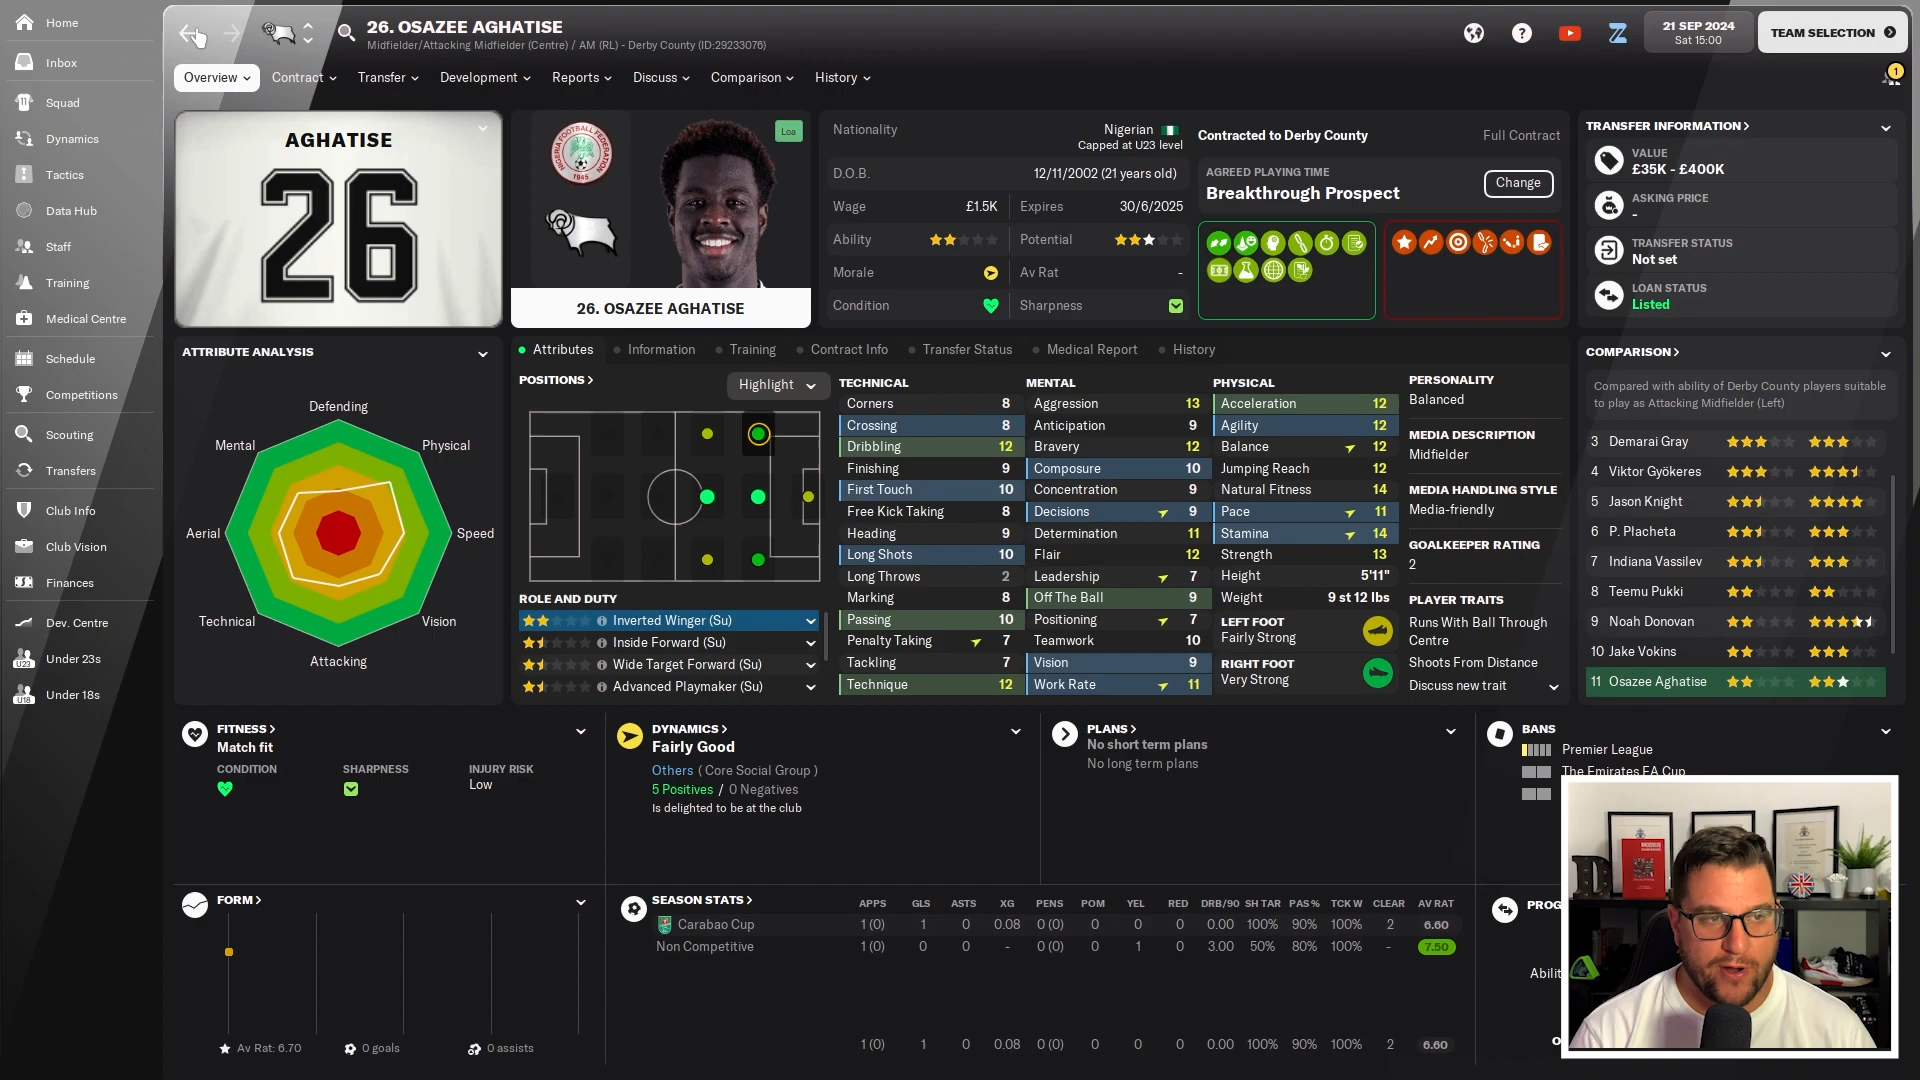 Home
Inbox
Squad
Dynamics
Tactics
Data Hub
Staff
Training
Medical Centre
Schedule
Competitions
Scouting
Transfers
Club Info
Club Vision
Finances
Dev. Centre
U23 Under 23s
U18 Under 18s
26. OSAZEE AGHATISE
Midfielder/Attacking Midfielder (Centre) / AM (RL) - Derby County (ID:29233076)
21 SEP 2024
Sat 15:00
TEAM SELECTION
1
Overview Contract Transfer Development Reports Discuss Comparison History
AGHATISE
26
NIGERIA FOOTBALL FEDERATION
1945
Loa
26. OSAZEE AGHATISE
Nationality Nigerian
Capped at U23 level
D.O.B. 12/11/2002 (21 years old)
Wage £1.5K Expires 30/6/2025
Ability Potential
Morale Av Rat -
Condition Sharpness
Contracted to Derby County Full Contract
AGREED PLAYING TIME
Breakthrough Prospect
Change
TRANSFER INFORMATION >
VALUE
£35K - £400K
ASKING PRICE
-
TRANSFER STATUS
Not set
LOAN STATUS
Listed
ATTRIBUTE ANALYSIS
Defending
Mental Physical
Aerial Speed
Technical Vision
Attacking
Attributes Information Training Contract Info Transfer Status Medical Report History
POSITIONS >
Highlight
ROLE AND DUTY
Inverted Winger (Su)
Inside Forward (Su)
Wide Target Forward (Su)
Advanced Playmaker (Su)
TECHNICAL
Corners 8
Crossing 8
Dribbling 12
Finishing 9
First Touch 10
Free Kick Taking 8
Heading 9
Long Shots 10
Long Throws 2
Marking 8
Passing 10
Penalty Taking 7
Tackling 7
Technique 12
MENTAL
Aggression 13
Anticipation 9
Bravery 12
Composure 10
Concentration 9
Decisions 9
Determination 11
Flair 12
Leadership 7
Off The Ball 9
Positioning 7
Teamwork 10
Vision 9
Work Rate 11
PHYSICAL
Acceleration 12
Agility 12
Balance 12
Jumping Reach 12
Natural Fitness 14
Pace 11
Stamina 14
Strength 13
Height 5'11"
Weight 9 st 12 lbs
LEFT FOOT
Fairly Strong
RIGHT FOOT
Very Strong
PERSONALITY
Balanced
MEDIA DESCRIPTION
Midfielder
MEDIA HANDLING STYLE
Media-friendly
GOALKEEPER RATING
2
PLAYER TRAITS
Runs With Ball Through
Centre
Shoots From Distance
Discuss new trait
COMPARISON >
Compared with ability of Derby County players suitable
to play as Attacking Midfielder (Left)
3 Demarai Gray
4 Viktor Gyökeres
5 Jason Knight
6 P. Płacheta
7 Indiana Vassilev
8 Teemu Pukki
9 Noah Donovan
10 Jake Vokins
11 Osazee Aghatise
FITNESS >
Match fit
CONDITION SHARPNESS INJURY RISK
Low
DYNAMICS >
Fairly Good
Others ( Core Social Group )
5 Positives / 0 Negatives
Is delighted to be at the club
PLANS >
No short term plans
No long term plans
BANS
Premier League
The Emirates FA Cup
FORM >
Av Rat: 6.70 0 goals 0 assists
SEASON STATS > APPS GLS ASTS XG PENS POM YEL RED DRB/90 SH TAR PAS% TCK W CLEAR AV RAT
Carabao Cup 1 (0) 1 0 0.08 0 (0) 0 0 0 0.00 100% 90% 100% 2 6.60
Non Competitive 1 (0) 0 0 - 0 (0) 0 1 0 3.00 50% 80% 100% - 7.50
1 (0) 1 0 0.08 0 (0) 0 0 0 0.00 100% 90% 100% 2 6.60
PROG
Abilit
O
D